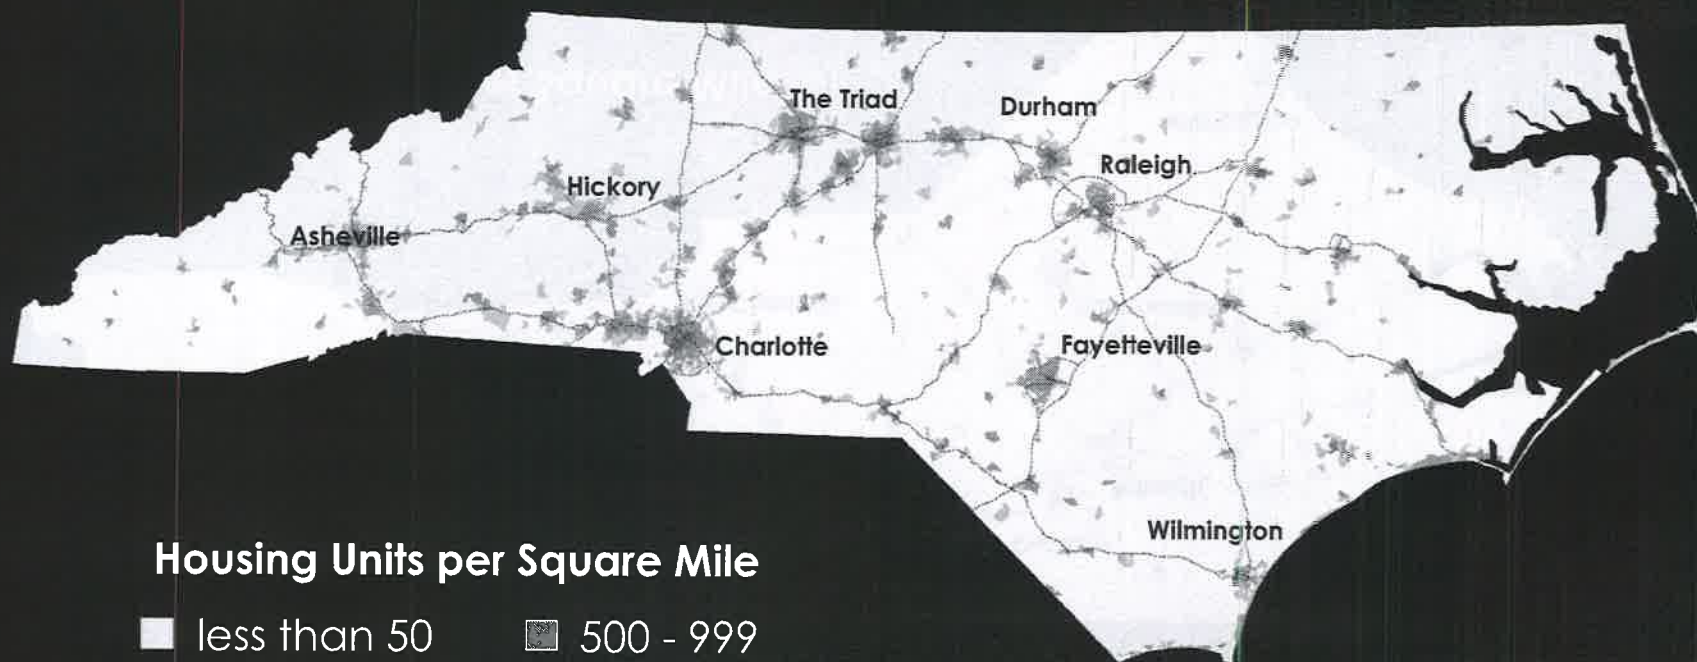 The Triad
Durham
Raleigh
Hickory
Asheville
Charlotte
Fayetteville
Wilmington
Housing Units per Square Mile
less than 50
500 - 999